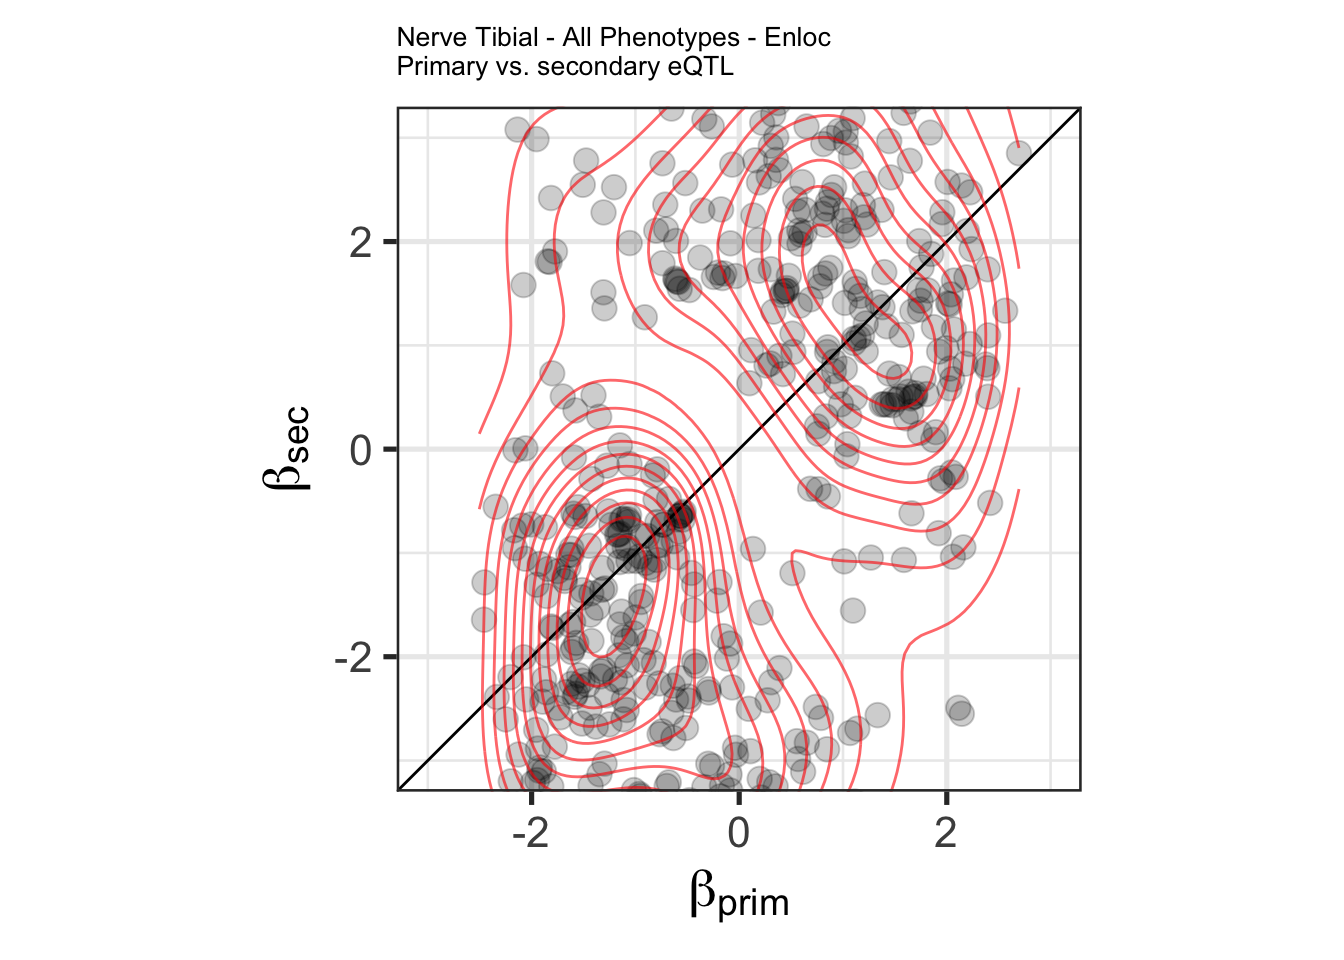 Nerve Tibial - All Phenotypes - Enloc
Primary vs. secondary eQTL
2
0
-2
βsec
-2 0 2
βprim